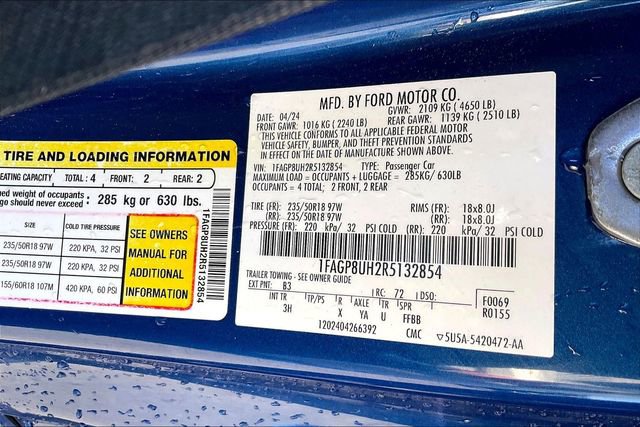 TIRE AND LOADING INFORMATION
EATING CAPACITY TOTAL : 4 FRONT: 2 REAR: 2
ned weight of occupants :
go should never exceed : 285 kg or 630 lbs.
SIZE COLD TIRE PRESSURE
235/50R18 97W 220 KPA, 32 PSI
235/50R18 97W 220 KPA, 32 PSI
155/60R18 107M 420 KPA, 60 PSI
SEE OWNERS
MANUAL FOR
ADDITIONAL
INFORMATION
1FAGP8UH2R5132854
MFD. BY FORD MOTOR CO.
DATE: 04/24 GVWR: 2109 KG ( 4650 LB)
FRONT GAWR: 1016 KG ( 2240 LB) REAR GAWR: 1139 KG ( 2510 LB)
THIS VEHICLE CONFORMS TO ALL APPLICABLE FEDERAL MOTOR
VEHICLE SAFETY, BUMPER, AND THEFT PREVENTION STANDARDS
IN EFFECT ON THE DATE OF MANUFACTURE SHOWN ABOVE.
VIN: 1FAGP8UH2R5132854 TYPE: Passenger Car
MAXIMUM LOAD = OCCUPANTS + LUGGAGE = 285KG/ 630LB
OCCUPANTS = 4 TOTAL; 2 FRONT, 2 REAR
TIRE (FR): 235/50R18 97W RIMS (FR): 18x8.0J
(RR): 235/50R18 97W (RR): 18x8.0J
PRESSURE (FR): 220 kPa/ 32 PSI COLD (RR): 220 kPa/ 32 PSI COLD
1FAGP8UH2R5132854
TRAILER TOWING - SEE OWNER GUIDE
EXT PNT: B3 RC: 72 DSO: F0069
INT TR TP/PS R AXLE TR SPR R0155
3H X YA U FFBB
1202404266392 CMC ▽5U5A-5420472-AA